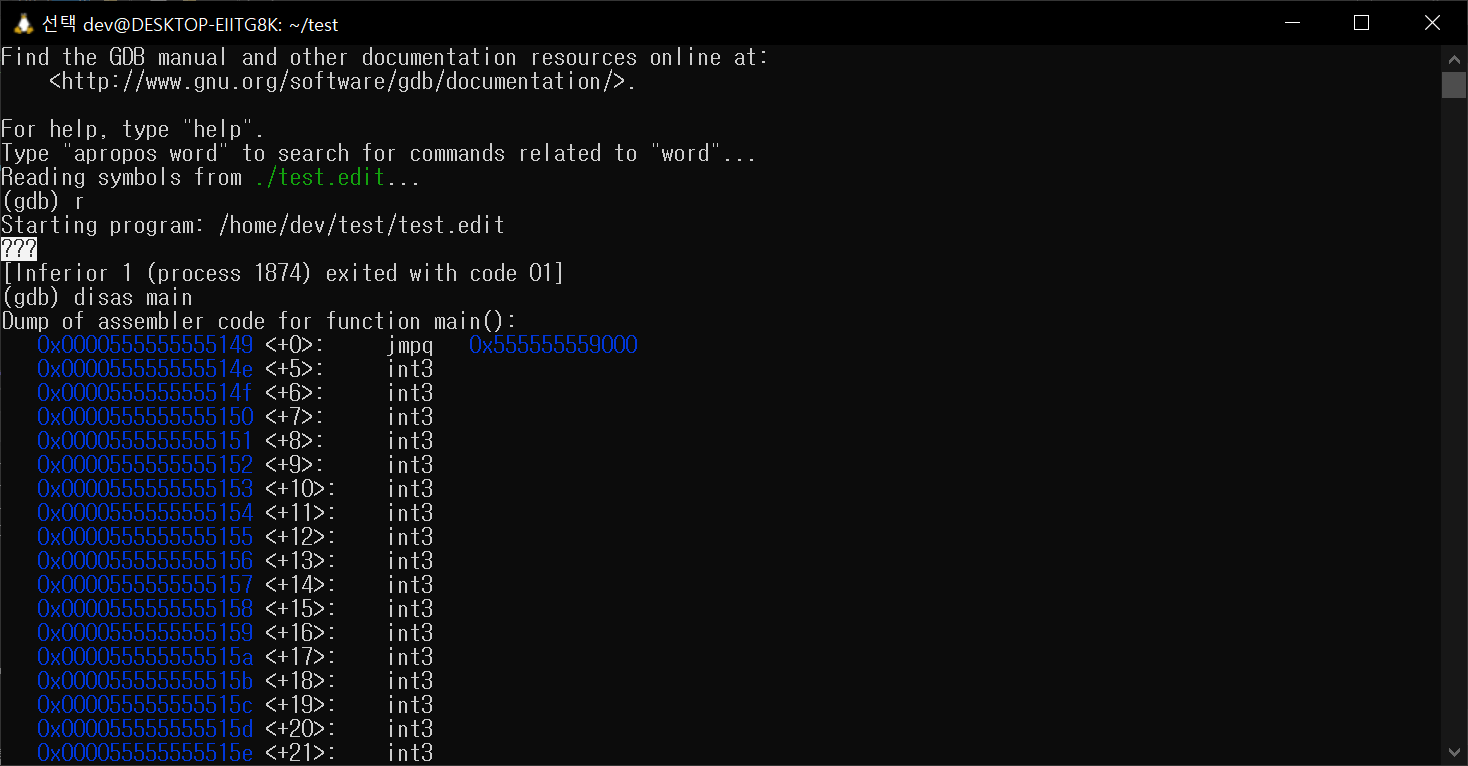 선택 dev@DESKTOP-EIITG8K: ~/test
Find the GDB manual and other documentation resources online at:
    <http://www.gnu.org/software/gdb/documentation/>.
For help, type "help".
Type "apropos word" to search for commands related to "word"...
Reading symbols from ./test.edit...
(gdb) r
Starting program: /home/dev/test/test.edit
???
[Inferior 1 (process 1874) exited with code 01]
(gdb) disas main
Dump of assembler code for function main():
   0x0000555555555149 <+0>:     jmpq   0x555555559000
   0x000055555555514e <+5>:     int3
   0x000055555555514f <+6>:     int3
   0x0000555555555150 <+7>:     int3
   0x0000555555555151 <+8>:     int3
   0x0000555555555152 <+9>:     int3
   0x0000555555555153 <+10>:    int3
   0x0000555555555154 <+11>:    int3
   0x0000555555555155 <+12>:    int3
   0x0000555555555156 <+13>:    int3
   0x0000555555555157 <+14>:    int3
   0x0000555555555158 <+15>:    int3
   0x0000555555555159 <+16>:    int3
   0x000055555555515a <+17>:    int3
   0x000055555555515b <+18>:    int3
   0x000055555555515c <+19>:    int3
   0x000055555555515d <+20>:    int3
   0x000055555555515e <+21>:    int3